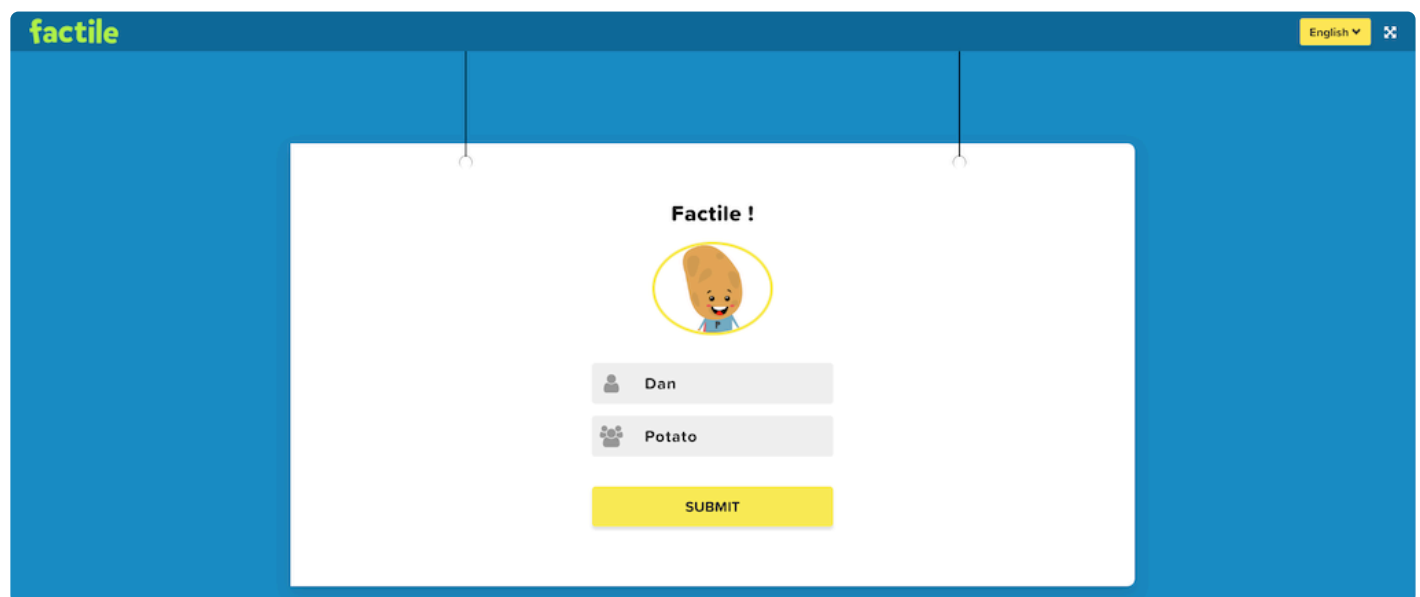 factile
English
Factile !
P
Dan
Potato
SUBMIT